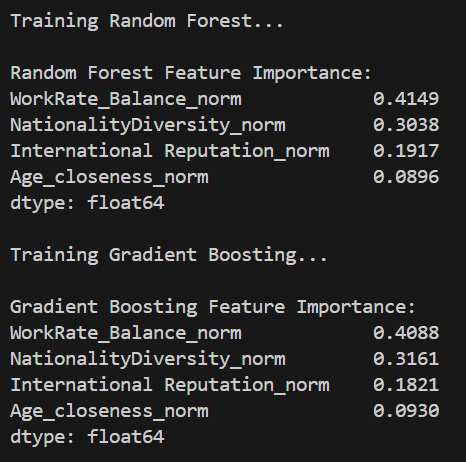 Training Random Forest...
Random Forest Feature Importance:
WorkRate_Balance_norm 0.4149
NationalityDiversity_norm 0.3038
International Reputation_norm 0.1917
Age_closeness_norm 0.0896
dtype: float64
Training Gradient Boosting...
Gradient Boosting Feature Importance:
WorkRate_Balance_norm 0.4088
NationalityDiversity_norm 0.3161
International Reputation_norm 0.1821
Age_closeness_norm 0.0930
dtype: float64